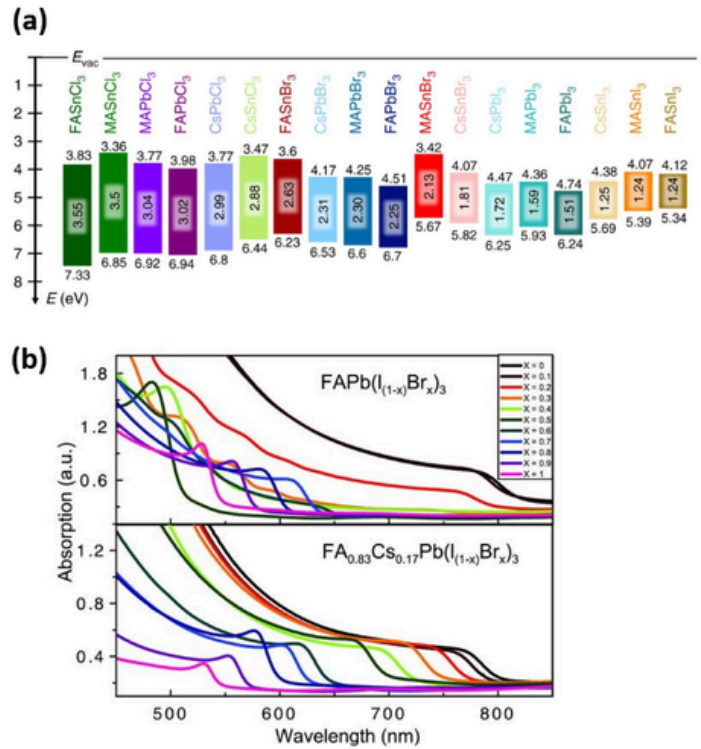 (a)
E_vac
FASnCl₃ MASnCl₃ MAPbCl₃ FAPbCl₃ CsPbCl₃ CsSnCl₃ FASnBr₃ CsPbBr₃ MAPbBr₃ FAPbBr₃ MASnBr₃ CsSnBr₃ CsPbI₃ MAPbI₃ FAPbI₃ CsSnI₃ MASnI₃ FASnI₃
1
2
3
4
5
6
7
8
E (eV)
3.83 3.36 3.77 3.98 3.77 3.47 3.6 4.17 4.25 4.51 3.42 4.07 4.47 4.36 4.74 4.38 4.07 4.12
3.55 3.5 3.04 3.02 2.99 2.88 2.63 2.31 2.30 2.25 2.13 1.81 1.72 1.59 1.51 1.25 1.24 1.24
7.33 6.85 6.92 6.94 6.8 6.44 6.23 6.53 6.6 6.7 5.67 5.82 6.25 5.93 6.24 5.69 5.39 5.34
(b)
FAPb(I₍₁₋ₓ₎Brₓ)₃
X = 0
X = 0.1
X = 0.2
X = 0.3
X = 0.4
X = 0.5
X = 0.6
X = 0.7
X = 0.8
X = 0.9
X = 1
1.8
1.2
0.6
Absorption (a.u.)
FA₀.₈₃Cs₀.₁₇Pb(I₍₁₋ₓ₎Brₓ)₃
1.2
0.8
0.4
500 600 700 800
Wavelength (nm)